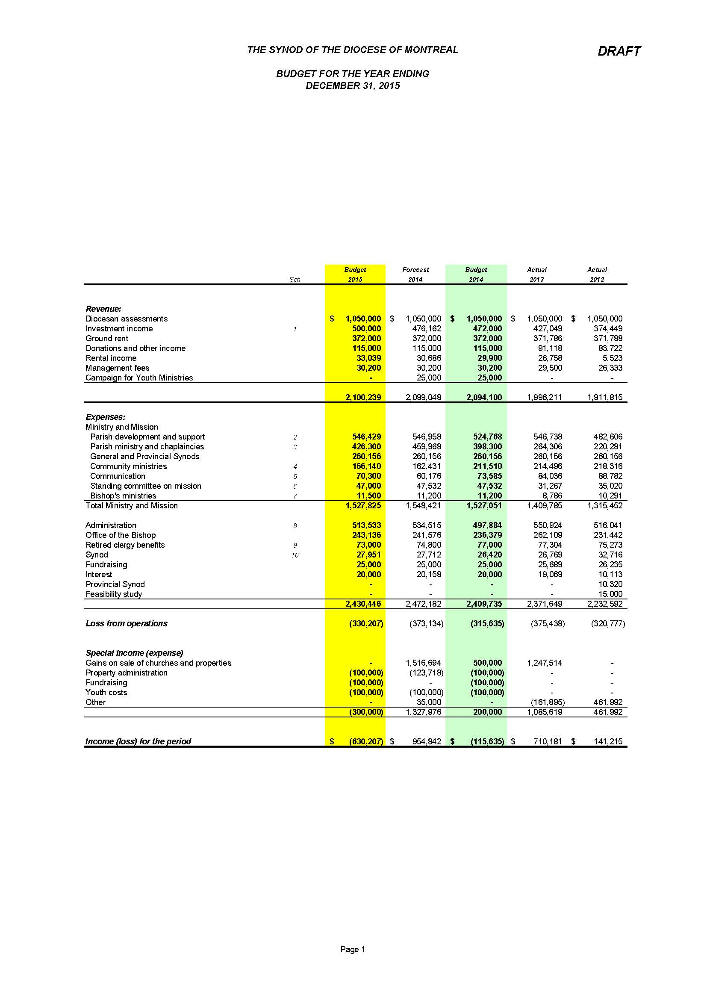 THE SYNOD OF THE DIOCESE OF MONTREAL DRAFT
BUDGET FOR THE YEAR ENDING
DECEMBER 31, 2015
Budget Forecast Budget Actual Actual
Sch 2015 2014 2014 2013 2012
Revenue:
Diocesan assessments $ 1,050,000 $ 1,050,000 $ 1,050,000 $ 1,050,000 $ 1,050,000
Investment income 1 500,000 476,162 472,000 427,049 374,449
Ground rent 372,000 372,000 372,000 371,786 371,788
Donations and other income 115,000 115,000 115,000 91,118 83,722
Rental income 33,039 30,686 29,900 26,758 5,523
Management fees 30,200 30,200 30,200 29,500 26,333
Campaign for Youth Ministries - 25,000 25,000 - -
2,100,239 2,099,048 2,094,100 1,996,211 1,911,815
Expenses:
Ministry and Mission
Parish development and support 2 546,429 546,958 524,768 546,738 482,606
Parish ministry and chaplaincies 3 426,300 459,968 398,300 264,306 220,281
General and Provincial Synods 260,156 260,156 260,156 260,156 260,156
Community ministries 4 166,140 162,431 211,510 214,496 218,316
Communication 5 70,300 60,176 73,585 84,036 88,782
Standing committee on mission 6 47,000 47,532 47,532 31,267 35,020
Bishop's ministries 7 11,500 11,200 11,200 8,786 10,291
Total Ministry and Mission 1,527,825 1,548,421 1,527,051 1,409,785 1,315,452
Administration 8 513,533 534,515 497,884 550,924 516,041
Office of the Bishop 243,136 241,576 236,379 262,109 231,442
Retired clergy benefits 9 73,000 74,800 77,000 77,304 75,273
Synod 10 27,951 27,712 26,420 26,769 32,716
Fundraising 25,000 25,000 25,000 25,689 26,235
Interest 20,000 20,158 20,000 19,069 10,113
Provincial Synod - - - - 10,320
Feasibility study - - - - 15,000
2,430,446 2,472,182 2,409,735 2,371,649 2,232,592
Loss from operations (330,207) (373,134) (315,635) (375,438) (320,777)
Special income (expense)
Gains on sale of churches and properties - 1,516,694 500,000 1,247,514 -
Property administration (100,000) (123,718) (100,000) - -
Fundraising (100,000) - (100,000) - -
Youth costs (100,000) (100,000) (100,000) - -
Other - 35,000 - (161,895) 461,992
(300,000) 1,327,976 200,000 1,085,619 461,992
Income (loss) for the period $ (630,207) $ 954,842 $ (115,635) $ 710,181 $ 141,215
Page 1